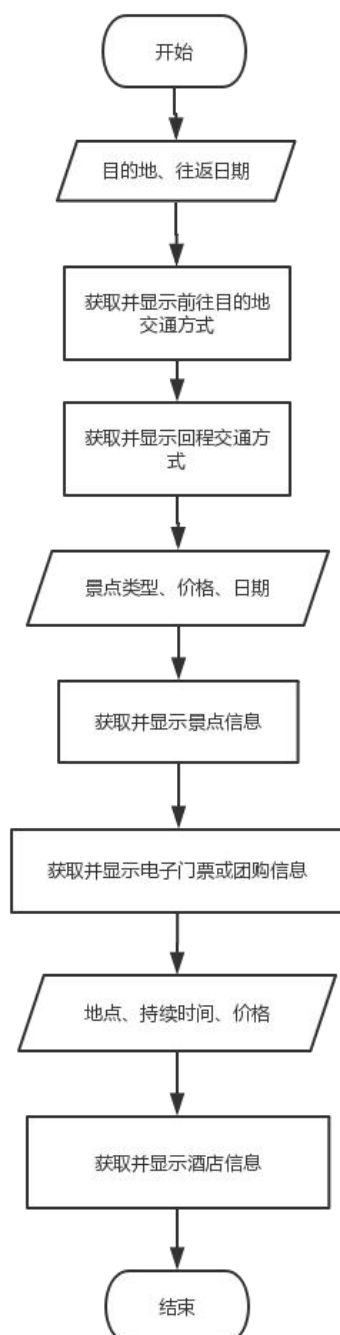 开始
目的地、往返日期
获取并显示前往目的地
交通方式
获取并显示回程交通方
式
景点类型、价格、日期
获取并显示景点信息
获取并显示电子门票或团购信息
地点、持续时间、价格
获取并显示酒店信息
结束